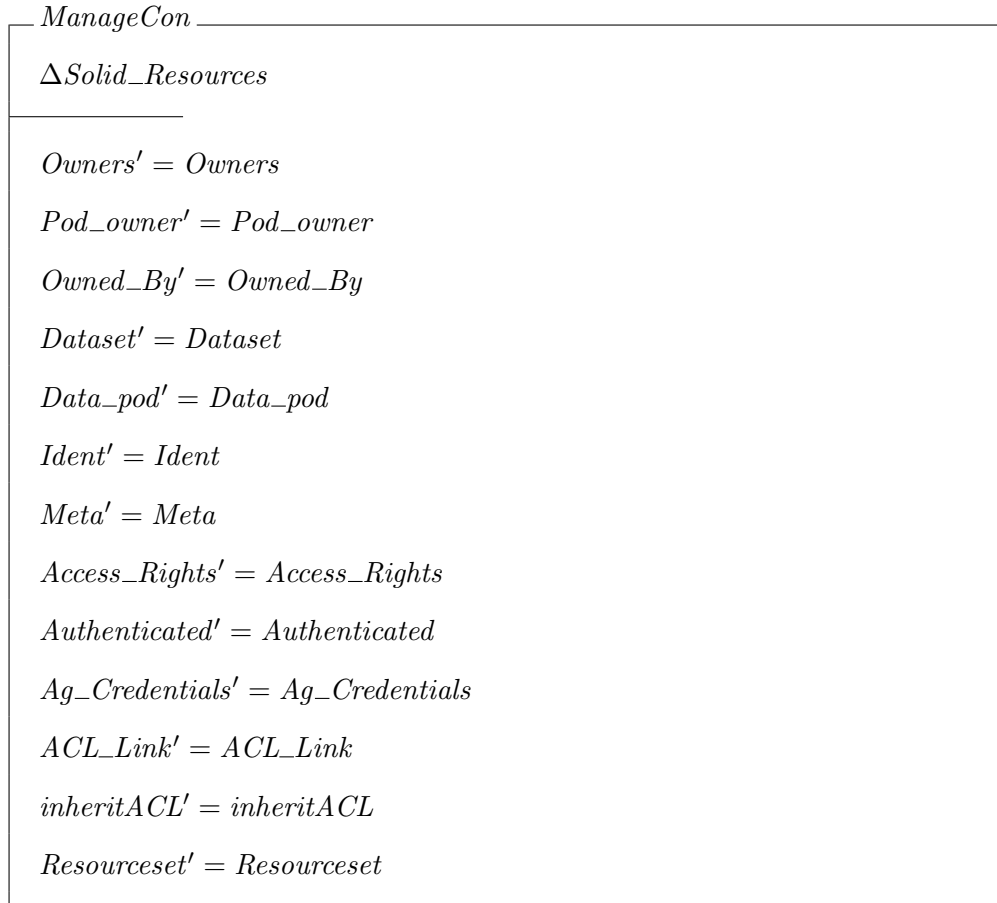 ManageCon
ΔSolid_Resources
Owners′ = Owners
Pod_owner′ = Pod_owner
Owned_By′ = Owned_By
Dataset′ = Dataset
Data_pod′ = Data_pod
Ident′ = Ident
Meta′ = Meta
Access_Rights′ = Access_Rights
Authenticated′ = Authenticated
Ag_Credentials′ = Ag_Credentials
ACL_Link′ = ACL_Link
inheritACL′ = inheritACL
Resourceset′ = Resourceset